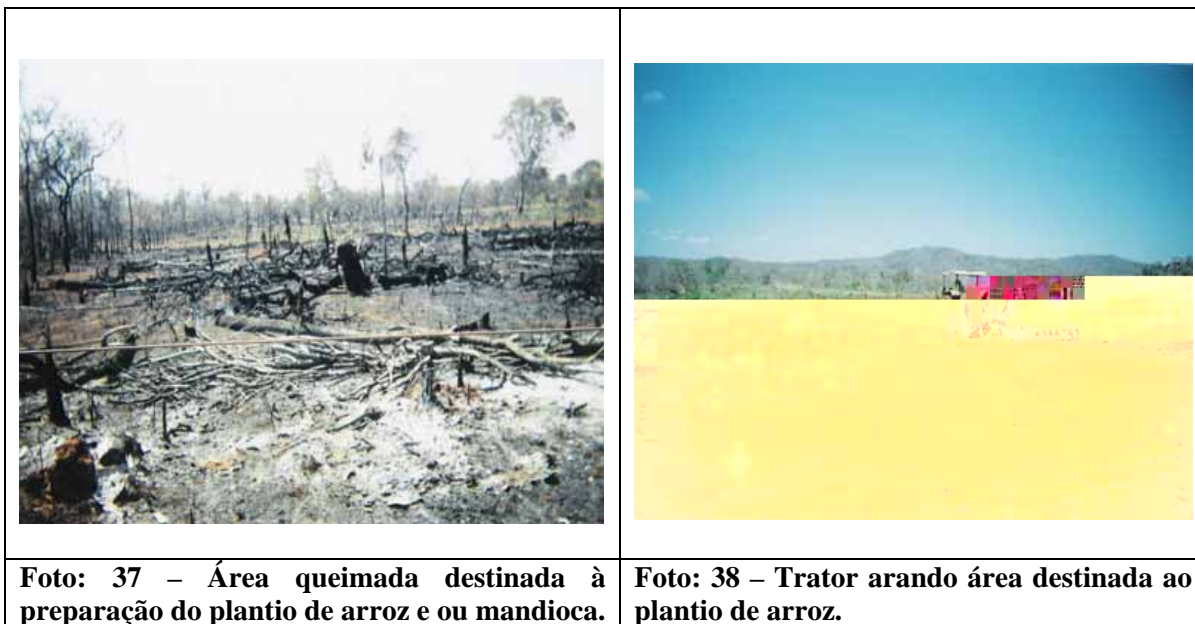 Foto: 37 – Área queimada destinada à
preparação do plantio de arroz e ou mandioca.
Foto: 38 – Trator arando área destinada ao
plantio de arroz.